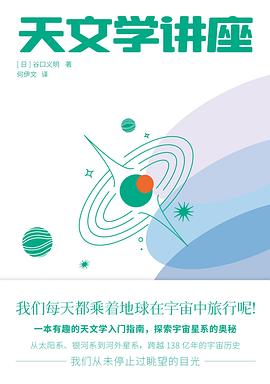 天文学讲座
[日]谷口义明 著
何伊文 译
我们每天都乘着地球在宇宙中旅行呢!
一本有趣的天文学入门指南,探索宇宙星系的奥秘
从太阳系、银河系到河外星系,跨越 138 亿年的宇宙历史
我们从未停止过眺望的目光